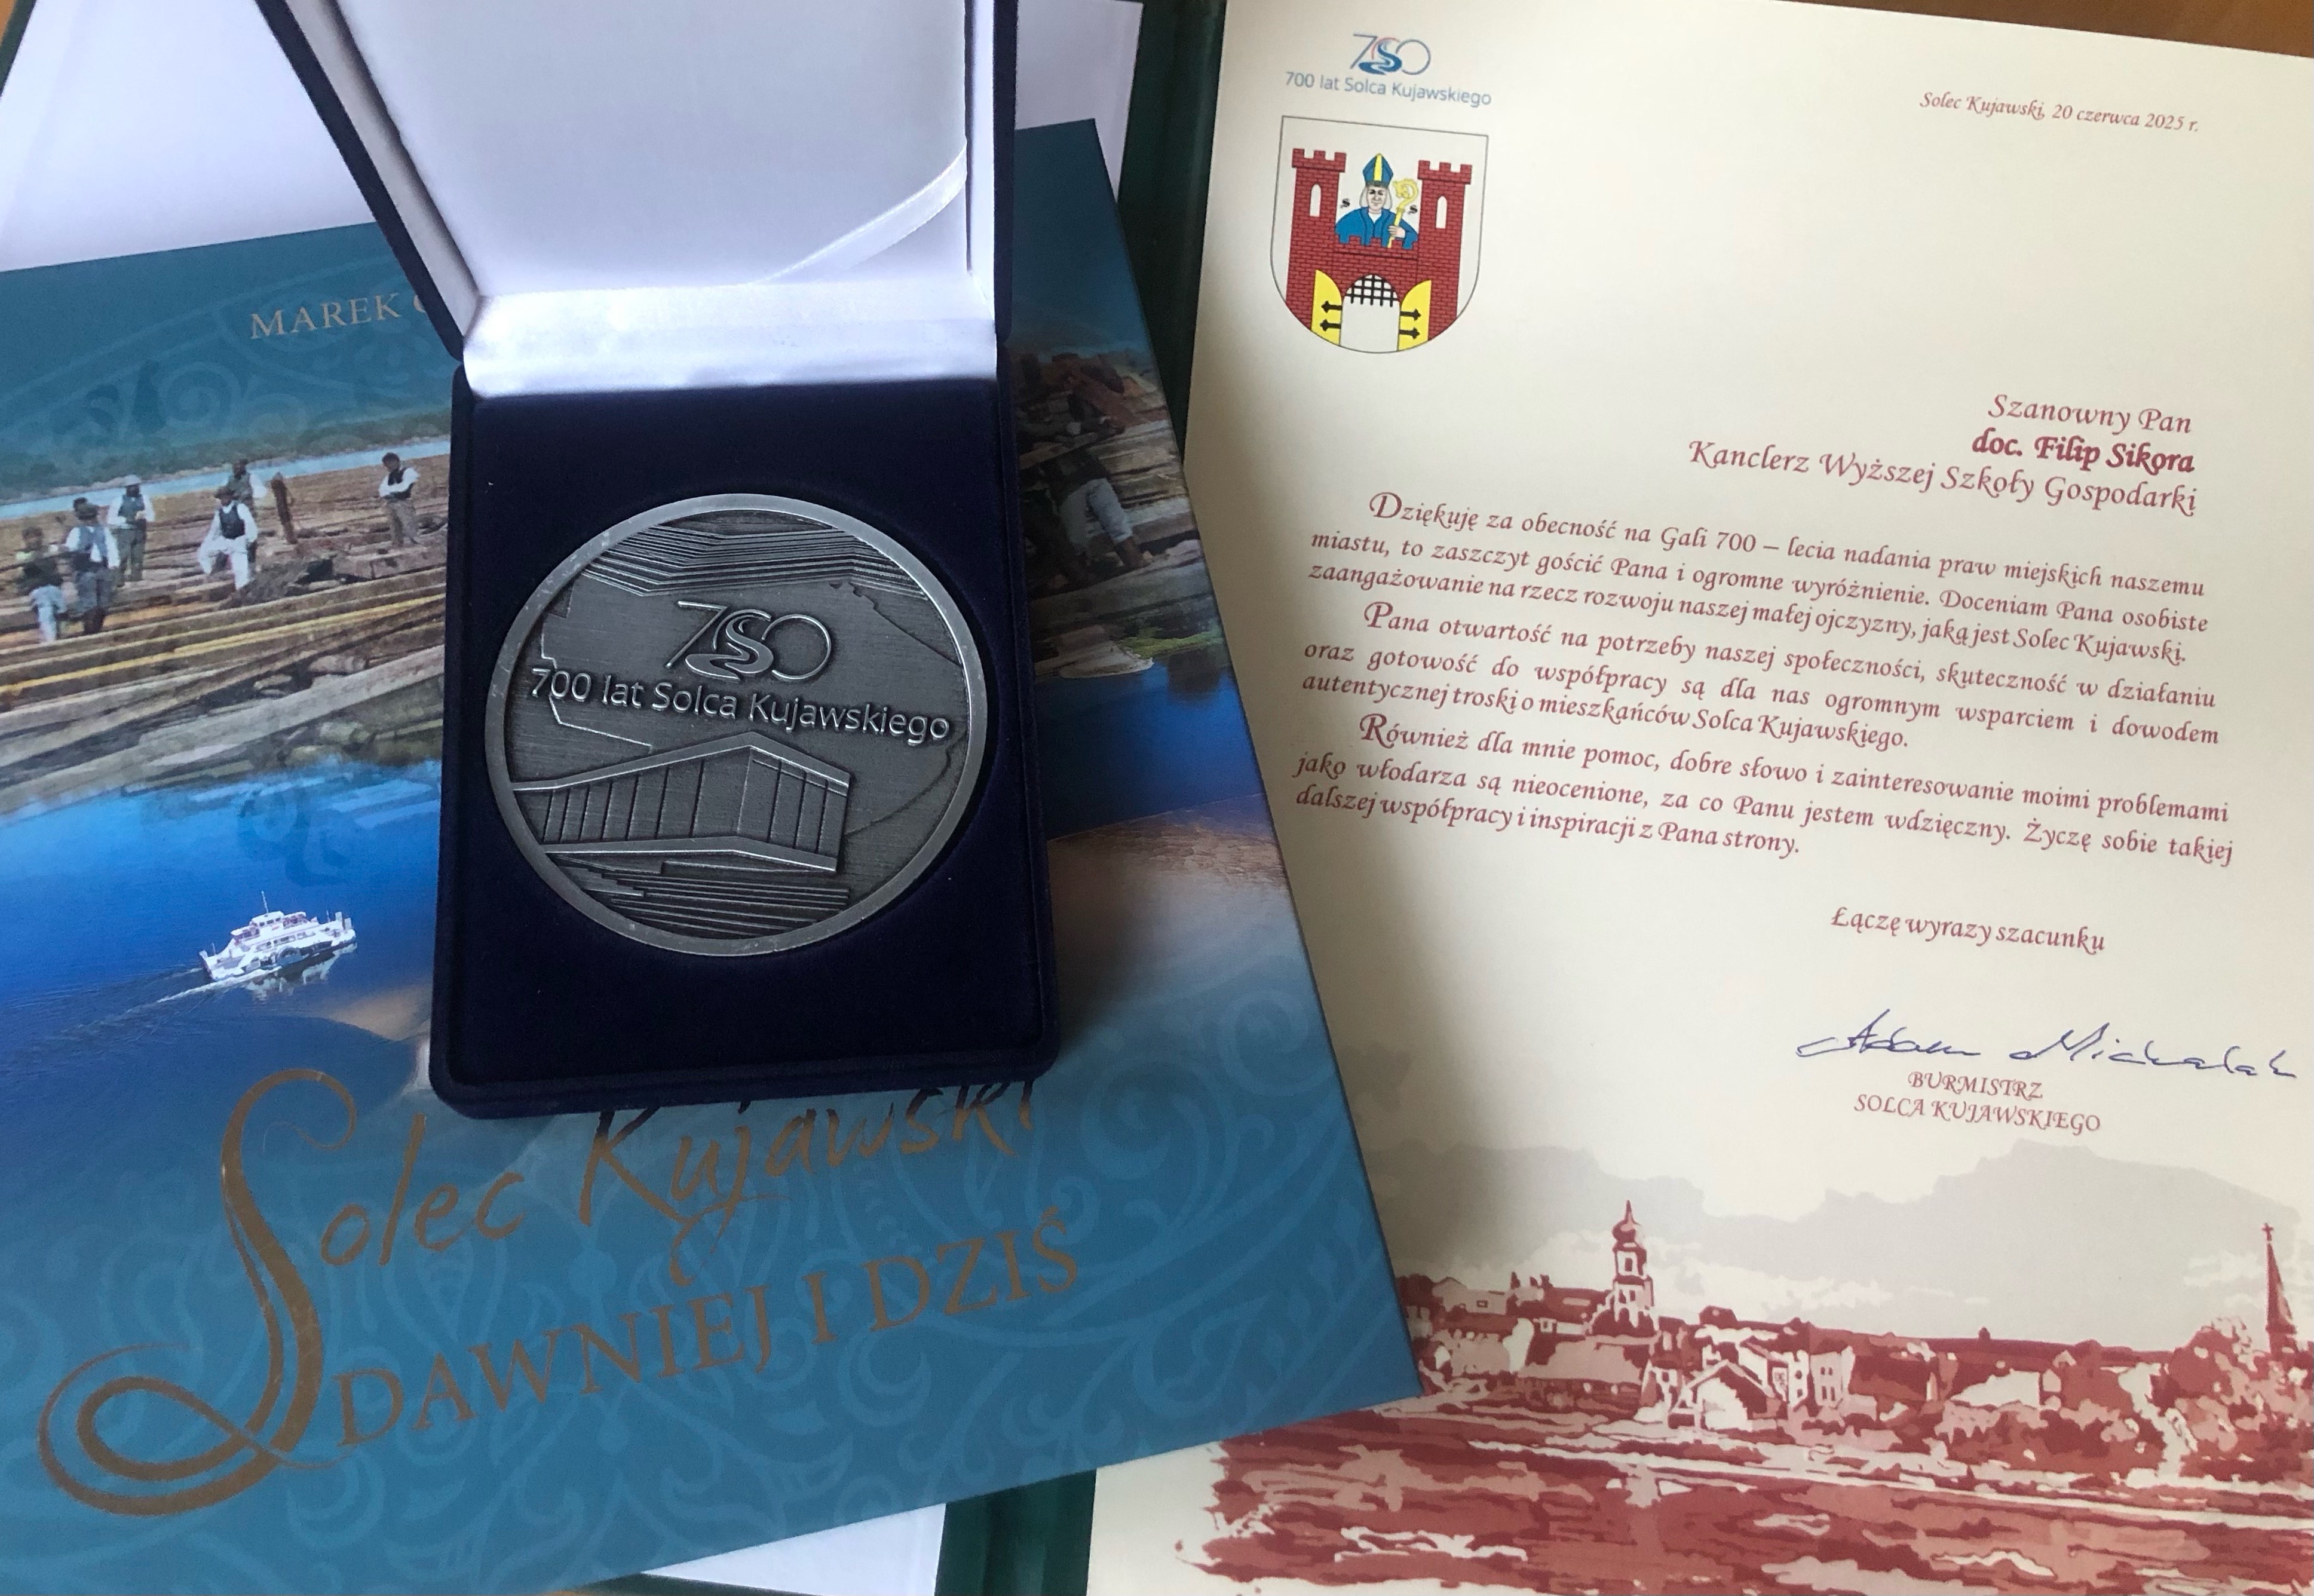 MAREK
700
700 lat Solca Kujawskiego
Solec Kujawski
DAWNIEJ I DZIŚ
700
700 lat Solca Kujawskiego
Solec Kujawski, 20 czerwca 2025 r.
S S
Szanowny Pan
doc. Filip Sikora
Kanclerz Wyższej Szkoły Gospodarki
Dziękuję za obecność na Gali 700 – lecia nadania praw miejskich naszemu
miastu, to zaszczyt gościć Pana i ogromne wyróżnienie. Doceniam Pana osobiste
zaangażowanie na rzecz rozwoju naszej małej ojczyzny, jaką jest Solec Kujawski.
Pana otwartość na potrzeby naszej społeczności, skuteczność w działaniu
oraz gotowość do współpracy są dla nas ogromnym wsparciem i dowodem
autentycznej troski o mieszkańców Solca Kujawskiego.
Również dla mnie pomoc, dobre słowo i zainteresowanie moimi problemami
jako włodarza są nieocenione, za co Panu jestem wdzięczny. Życzę sobie takiej
dalszej współpracy i inspiracji z Pana strony.
Łączę wyrazy szacunku
Adam Michalak
BURMISTRZ
SOLCA KUJAWSKIEGO